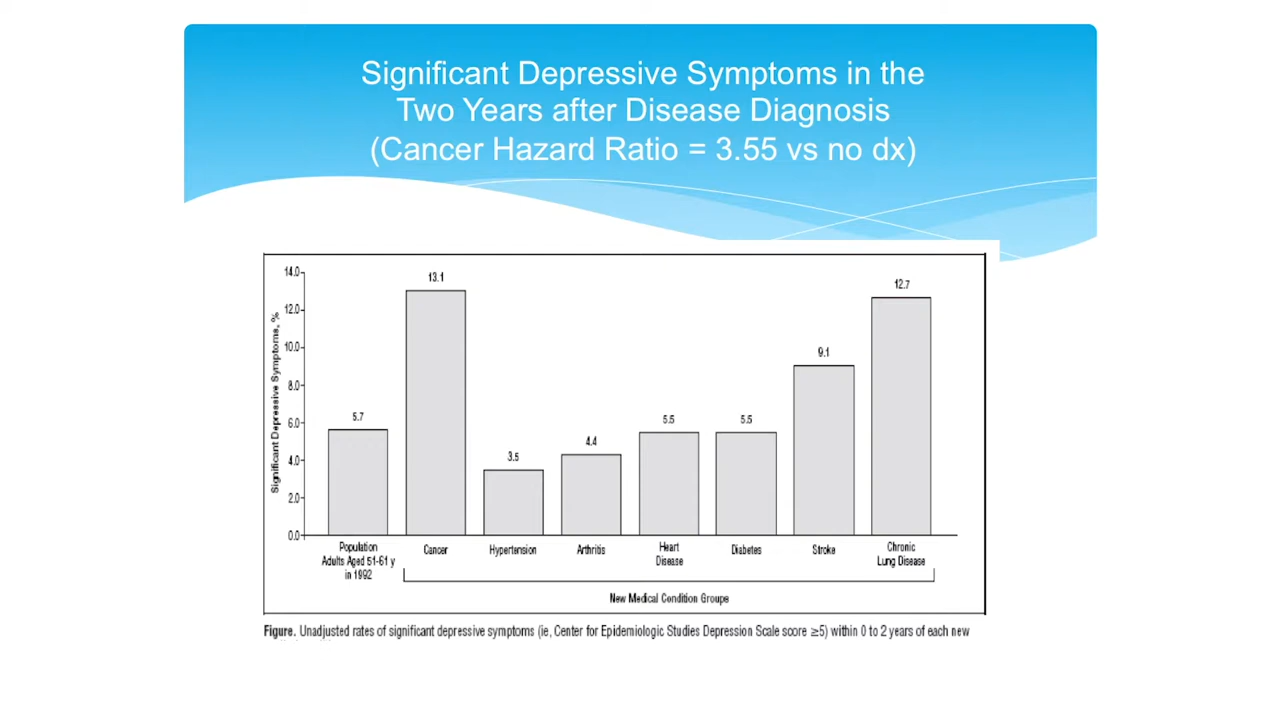 Significant Depressive Symptoms in the
Two Years after Disease Diagnosis
(Cancer Hazard Ratio = 3.55 vs no dx)
Significant Depressive Symptoms, %
14.0
12.0
10.0
8.0
6.0
4.0
2.0
0.0
5.7
13.1
3.5
4.4
5.5
5.5
9.1
12.7
Population
Adults Aged 51-61 y
in 1992
Cancer
Hypertension
Arthritis
Heart
Disease
Diabetes
Stroke
Chronic
Lung Disease
New Medical Condition Groups
Figure. Unadjusted rates of significant depressive symptoms (ie, Center for Epidemiologic Studies Depression Scale score ≥5) within 0 to 2 years of each new